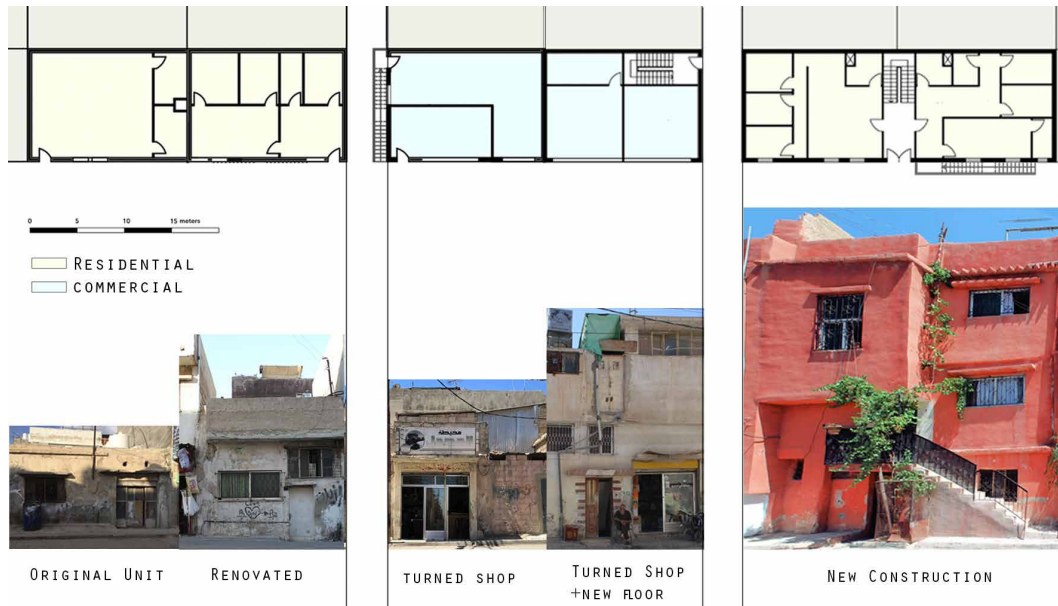 0 5 10 15 meters
RESIDENTIAL
COMMERCIAL
ORIGINAL UNIT
RENOVATED
TURNED SHOP
TURNED SHOP
+NEW FLOOR
NEW CONSTRUCTION